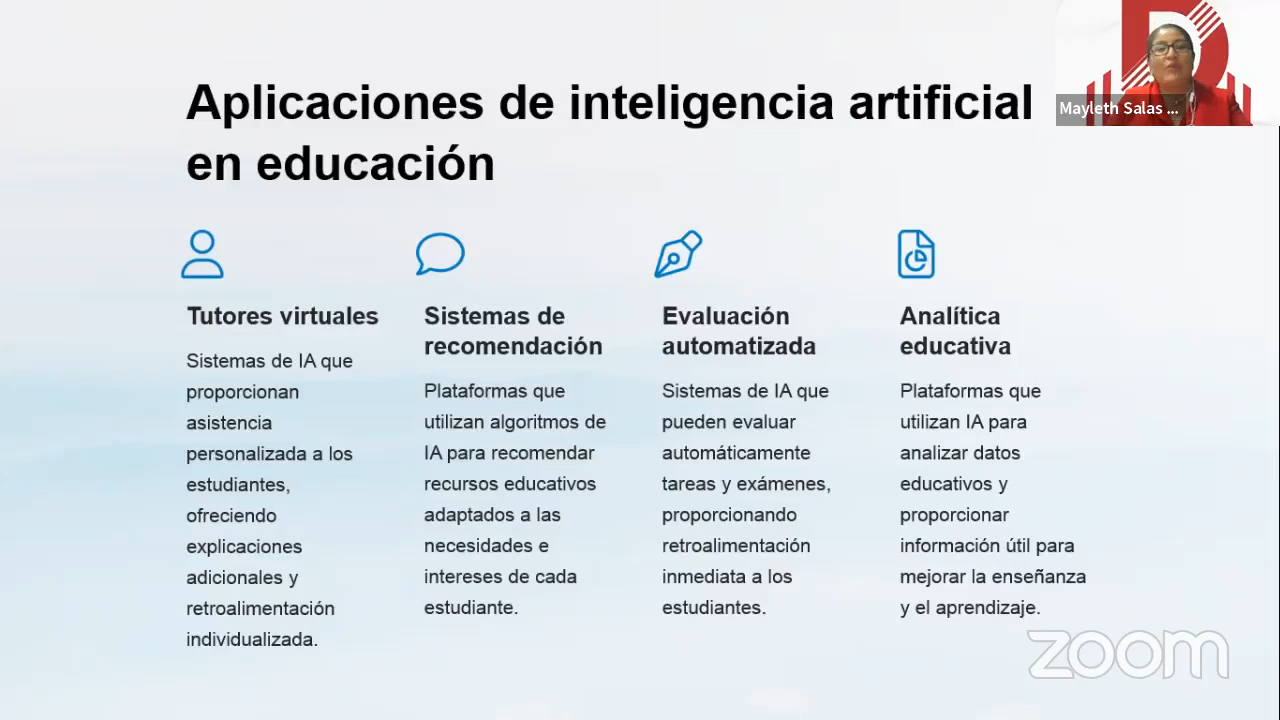 Aplicaciones de inteligencia artificial
en educación
Mayleth Salas ...
Tutores virtuales
Sistemas de IA que
proporcionan
asistencia
personalizada a los
estudiantes,
ofreciendo
explicaciones
adicionales y
retroalimentación
individualizada.
Sistemas de
recomendación
Plataformas que
utilizan algoritmos de
IA para recomendar
recursos educativos
adaptados a las
necesidades e
intereses de cada
estudiante.
Evaluación
automatizada
Sistemas de IA que
pueden evaluar
automáticamente
tareas y exámenes,
proporcionando
retroalimentación
inmediata a los
estudiantes.
Analítica
educativa
Plataformas que
utilizan IA para
analizar datos
educativos y
proporcionar
información útil para
mejorar la enseñanza
y el aprendizaje.
zoom